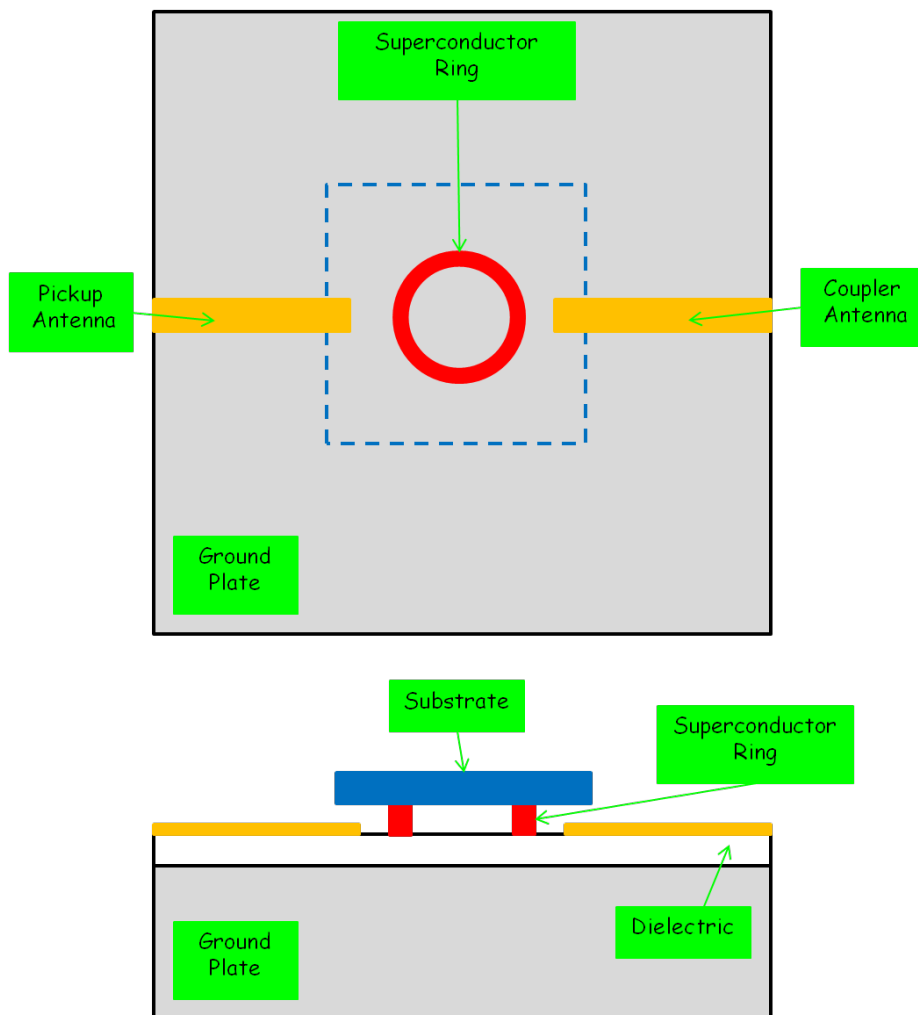 Superconductor
Ring
Pickup
Antenna
Coupler
Antenna
Ground
Plate
Substrate
Superconductor
Ring
Dielectric
Ground
Plate